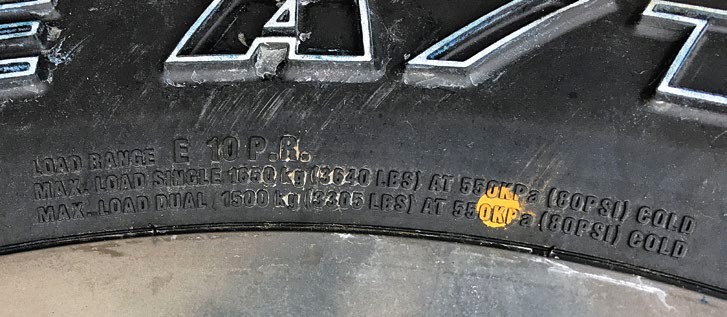 E A/T
LOAD RANGE E 10 P.R.
MAX. LOAD SINGLE 1650 kg (3640 LBS) AT 550KPa (80PSI) COLD
MAX. LOAD DUAL 1500 kg (3305 LBS) AT 550KPa (80PSI) COLD